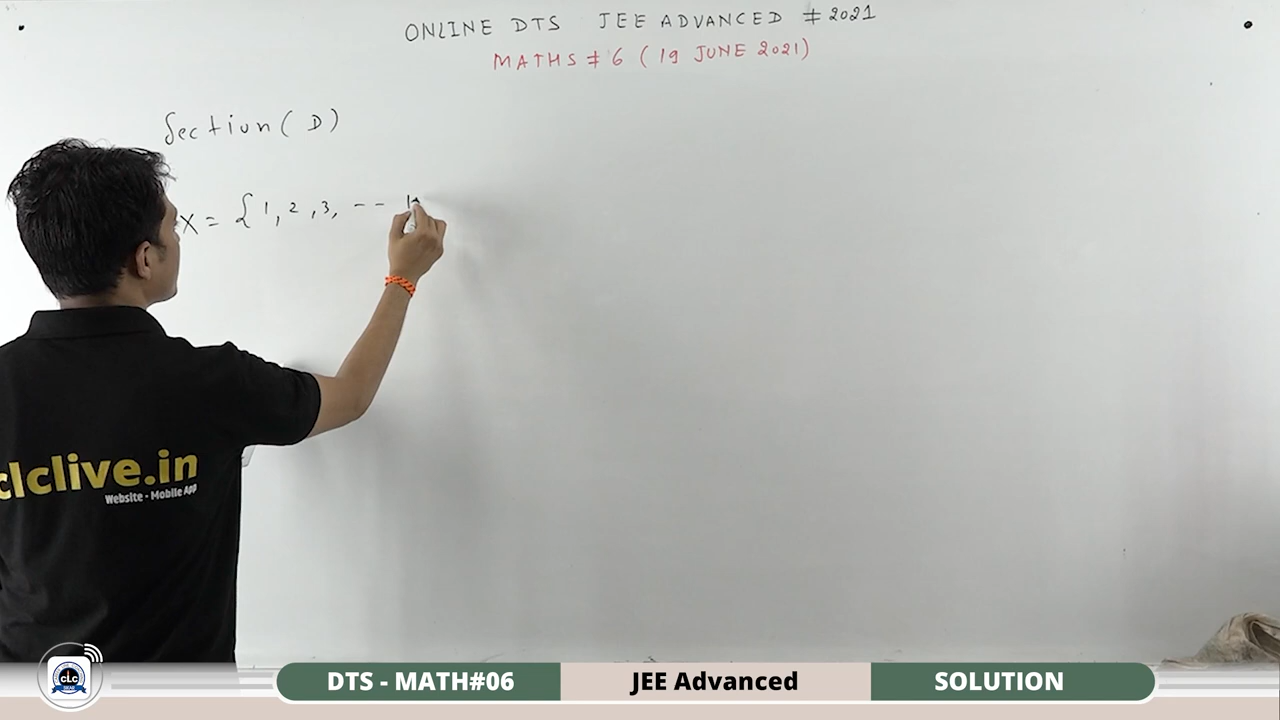 ONLINE DTS JEE ADVANCED # 2021
MATHS # 6 ( 19 JUNE 2021)
Section ( D )
X = { 1, 2, 3, - -
clclive.in
Website - Mobile App
CLC
DTS - MATH#06
JEE Advanced
SOLUTION